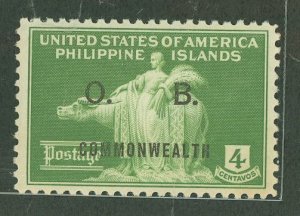 UNITED STATES OF AMERICA
PHILIPPINE ISLANDS
O. B.
COMMONWEALTH
Postage
4
CENTAVOS